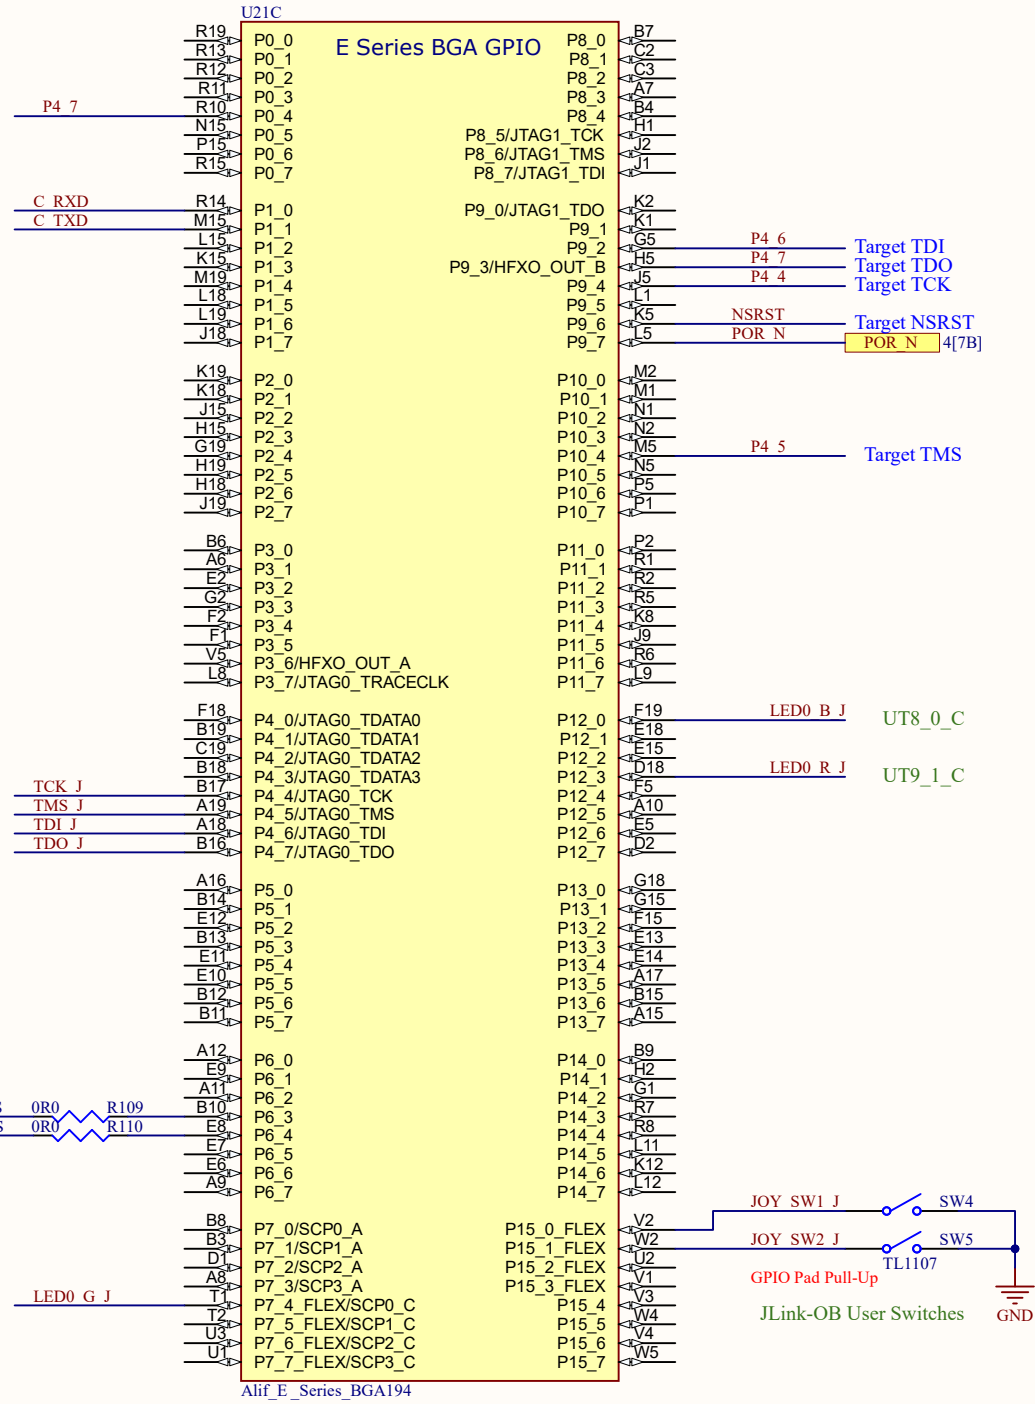 U21C
E Series BGA GPIO
R19 P0_0 P8_0 B7
R13 P0_1 P8_1 C2
R12 P0_2 P8_2 C3
R11 P0_3 P8_3 A7
P4_7 R10 P0_4 P8_4 B4
N15 P0_5 P8_5/JTAG1_TCK H1
P15 P0_6 P8_6/JTAG1_TMS J2
R15 P0_7 P8_7/JTAG1_TDI J1
C_RXD R14 P1_0 P9_0/JTAG1_TDO K2
C_TXD M15 P1_1 P9_1 K1
L15 P1_2 P9_2 G5 P4_6 Target TDI
K15 P1_3 P9_3/HFXO_OUT_B H5 P4_7 Target TDO
M19 P1_4 P9_4 J5 P4_4 Target TCK
L18 P1_5 P9_5 L1
L19 P1_6 P9_6 K5 NSRST Target NSRST
J18 P1_7 P9_7 L5 POR_N POR_N 4[7B]
K19 P2_0 P10_0 M2
K18 P2_1 P10_1 M1
J15 P2_2 P10_2 N1
H15 P2_3 P10_3 N2
G19 P2_4 P10_4 M5 P4_5 Target TMS
H19 P2_5 P10_5 N5
H18 P2_6 P10_6 P5
J19 P2_7 P10_7 P1
B6 P3_0 P11_0 P2
A6 P3_1 P11_1 R1
E2 P3_2 P11_2 R2
G2 P3_3 P11_3 R5
F2 P3_4 P11_4 K8
F1 P3_5 P11_5 J9
V5 P3_6/HFXO_OUT_A P11_6 R6
L8 P3_7/JTAG0_TRACECLK P11_7 L9
F18 P4_0/JTAG0_TDATA0 P12_0 F19 LED0_B_J UT8_0_C
B19 P4_1/JTAG0_TDATA1 P12_1 E18
C19 P4_2/JTAG0_TDATA2 P12_2 E15
B18 P4_3/JTAG0_TDATA3 P12_3 D18 LED0_R_J UT9_1_C
TCK_J B17 P4_4/JTAG0_TCK P12_4 F5
TMS_J A19 P4_5/JTAG0_TMS P12_5 A10
TDI_J A18 P4_6/JTAG0_TDI P12_6 E5
TDO_J B16 P4_7/JTAG0_TDO P12_7 D2
A16 P5_0 P13_0 G18
B14 P5_1 P13_1 G15
E12 P5_2 P13_2 F15
B13 P5_3 P13_3 E13
E11 P5_4 P13_4 E14
E10 P5_5 P13_5 A17
B12 P5_6 P13_6 B15
B11 P5_7 P13_7 A15
A12 P6_0 P14_0 B9
E9 P6_1 P14_1 H2
A11 P6_2 P14_2 G1
S 0R0 R109 B10 P6_3 P14_3 R7
S 0R0 R110 E8 P6_4 P14_4 R8
E7 P6_5 P14_5 L11
E6 P6_6 P14_6 K12
A9 P6_7 P14_7 L12
JOY_SW1_J SW4
B8 P7_0/SCP0_A P15_0_FLEX V2
B3 P7_1/SCP1_A P15_1_FLEX W2 JOY_SW2_J SW5
D1 P7_2/SCP2_A P15_2_FLEX U2 TL1107
A8 P7_3/SCP3_A P15_3_FLEX V1 GPIO Pad Pull-Up
LED0_G_J T1 P7_4_FLEX/SCP0_C P15_4 V3
T2 P7_5_FLEX/SCP1_C P15_5 W4 JLink-OB User Switches GND
U3 P7_6_FLEX/SCP2_C P15_6 V4
U1 P7_7_FLEX/SCP3_C P15_7 W5
Alif_E_Series_BGA194